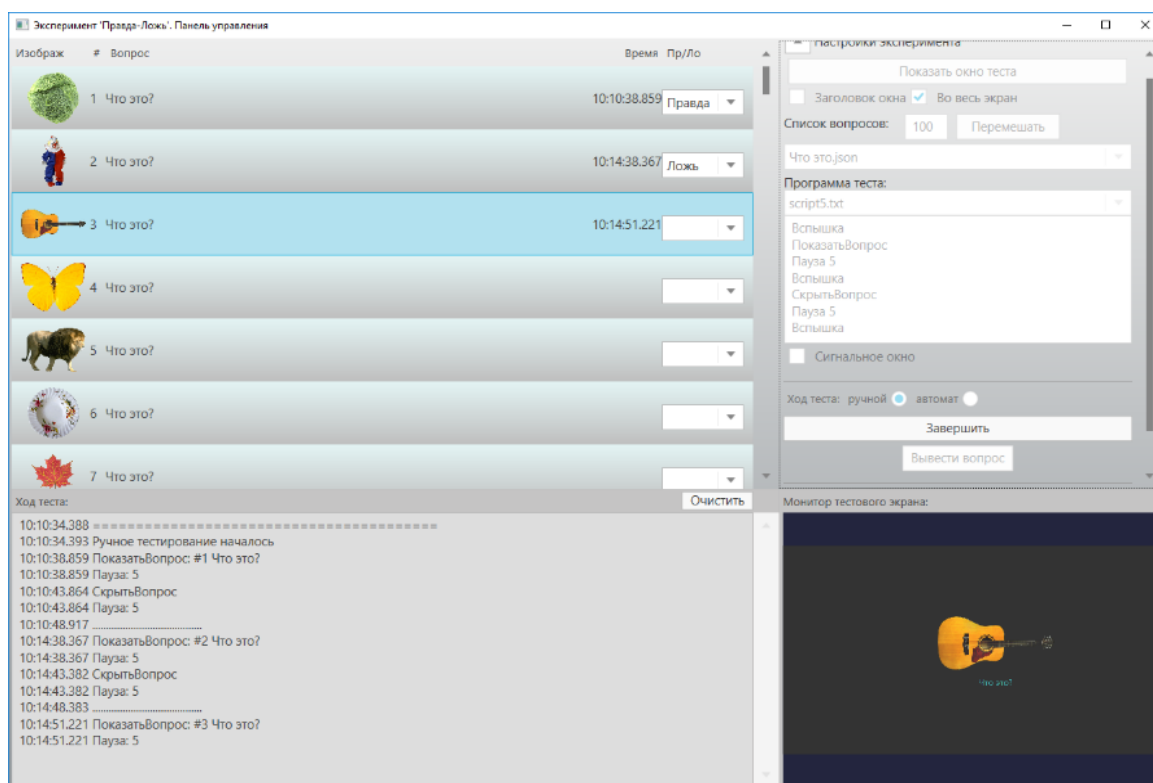 Эксперимент 'Правда-Ложь'. Панель управления
Изображ # Вопрос Время Пр/Ло
1 Что это? 10:10:38.859 Правда
2 Что это? 10:14:38.367 Ложь
3 Что это? 10:14:51.221
4 Что это?
5 Что это?
6 Что это?
7 Что это?
Настройки эксперимента
Показать окно теста
Заголовок окна Во весь экран
Список вопросов: 100 Перемешать
Что это.json
Программа теста:
script5.txt
Вспышка
ПоказатьВопрос
Пауза 5
Вспышка
СкрытьВопрос
Пауза 5
Вспышка
Сигнальное окно
Ход теста: ручной автомат
Завершить
Вывести вопрос
Ход теста: Очистить
10:10:34.388 ========================================
10:10:34.393 Ручное тестирование началось
10:10:38.859 ПоказатьВопрос: #1 Что это?
10:10:38.859 Пауза: 5
10:10:43.864 СкрытьВопрос
10:10:43.864 Пауза: 5
10:10:48.917 ........................................
10:14:38.367 ПоказатьВопрос: #2 Что это?
10:14:38.367 Пауза: 5
10:14:43.382 СкрытьВопрос
10:14:43.382 Пауза: 5
10:14:48.383 ........................................
10:14:51.221 ПоказатьВопрос: #3 Что это?
10:14:51.221 Пауза: 5
Монитор тестового экрана:
Что это?